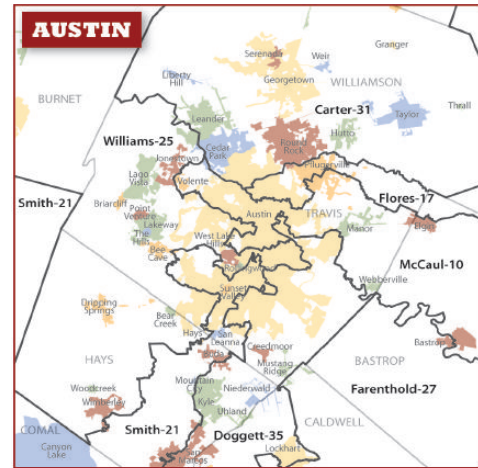 AUSTIN
Granger
Serenada
Weir
Georgetown
WILLIAMSON
Liberty
Hill
BURNET
Carter-31
Taylor
Thrall
Leander
Hutto
Williams-25
Cedar
Park
Round
Rock
Jonestown
Pflugerville
Lago
Vista
Volente
Smith-21
Briarcliff
Point
Venture
Austin
TRAVIS
Flores-17
Elgin
Lakeway
The
Hills
West Lake
Hills
Manor
Bee
Cave
Rollingwood
McCaul-10
Sunset
Valley
Webberville
Dripping
Springs
Bear
Creek
Hays
San
Leanna
Bastrop
HAYS
Buda
Creedmoor
BASTROP
Mustang
Ridge
Woodcreek
Wimberley
Mountain
City
Niederwald
Farenthold-27
Kyle
Uhland
CALDWELL
COMAL
Smith-21
Doggett-35
Canyon
Lake
San
Marcos
Lockhart